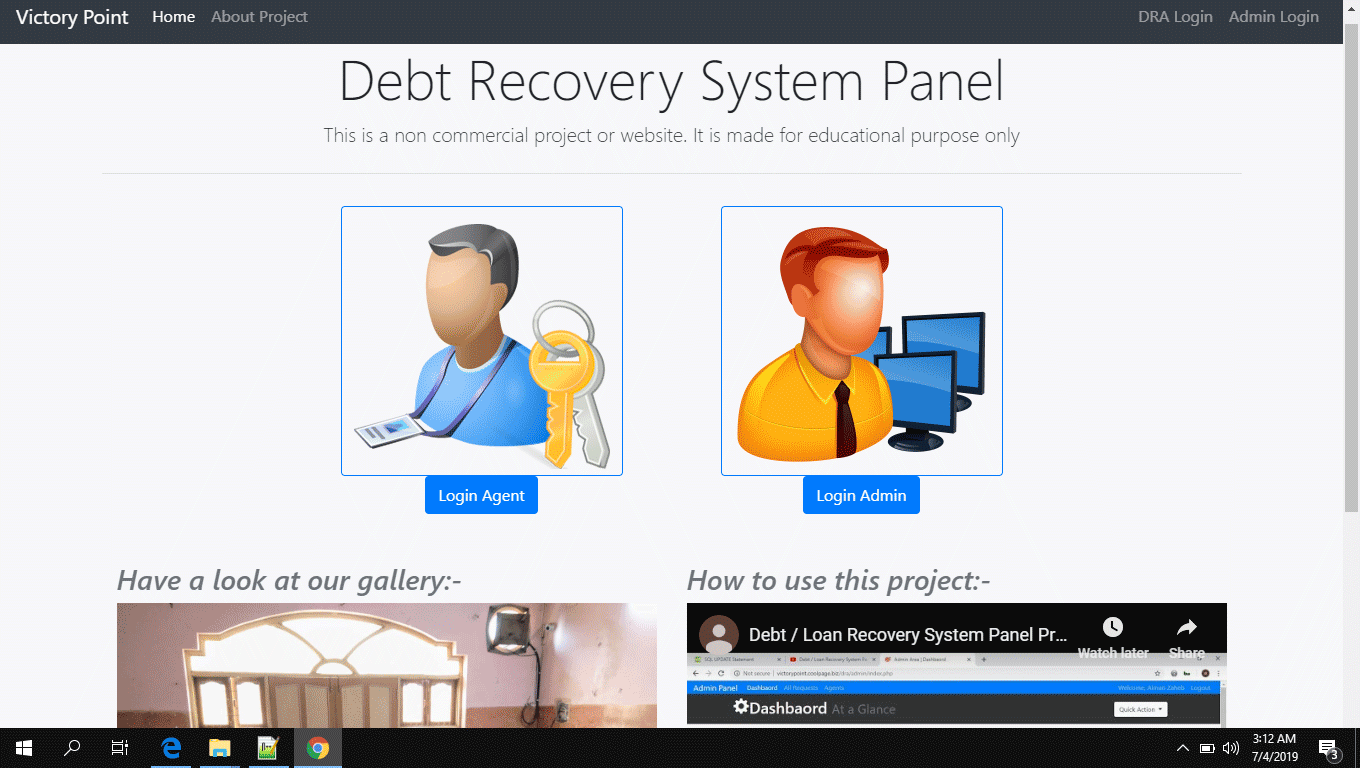 Victory Point Home About Project DRA Login Admin Login
Debt Recovery System Panel
This is a non commercial project or website. It is made for educational purpose only
Login Agent Login Admin
Have a look at our gallery:- How to use this project:-
Debt / Loan Recovery System Panel Pr...
Watch later Share
SQL UPDATE Statement Debt / Loan Recovery System Pa Admin Area | Dashbaord
Not secure | victorypoint.coolpage.biz/dra/admin/index.php
Admin Panel Dashbaord All Requests Agents Welcome, Logout
Dashbaord At a Glance Quick Action
3:12 AM
7/4/2019
3